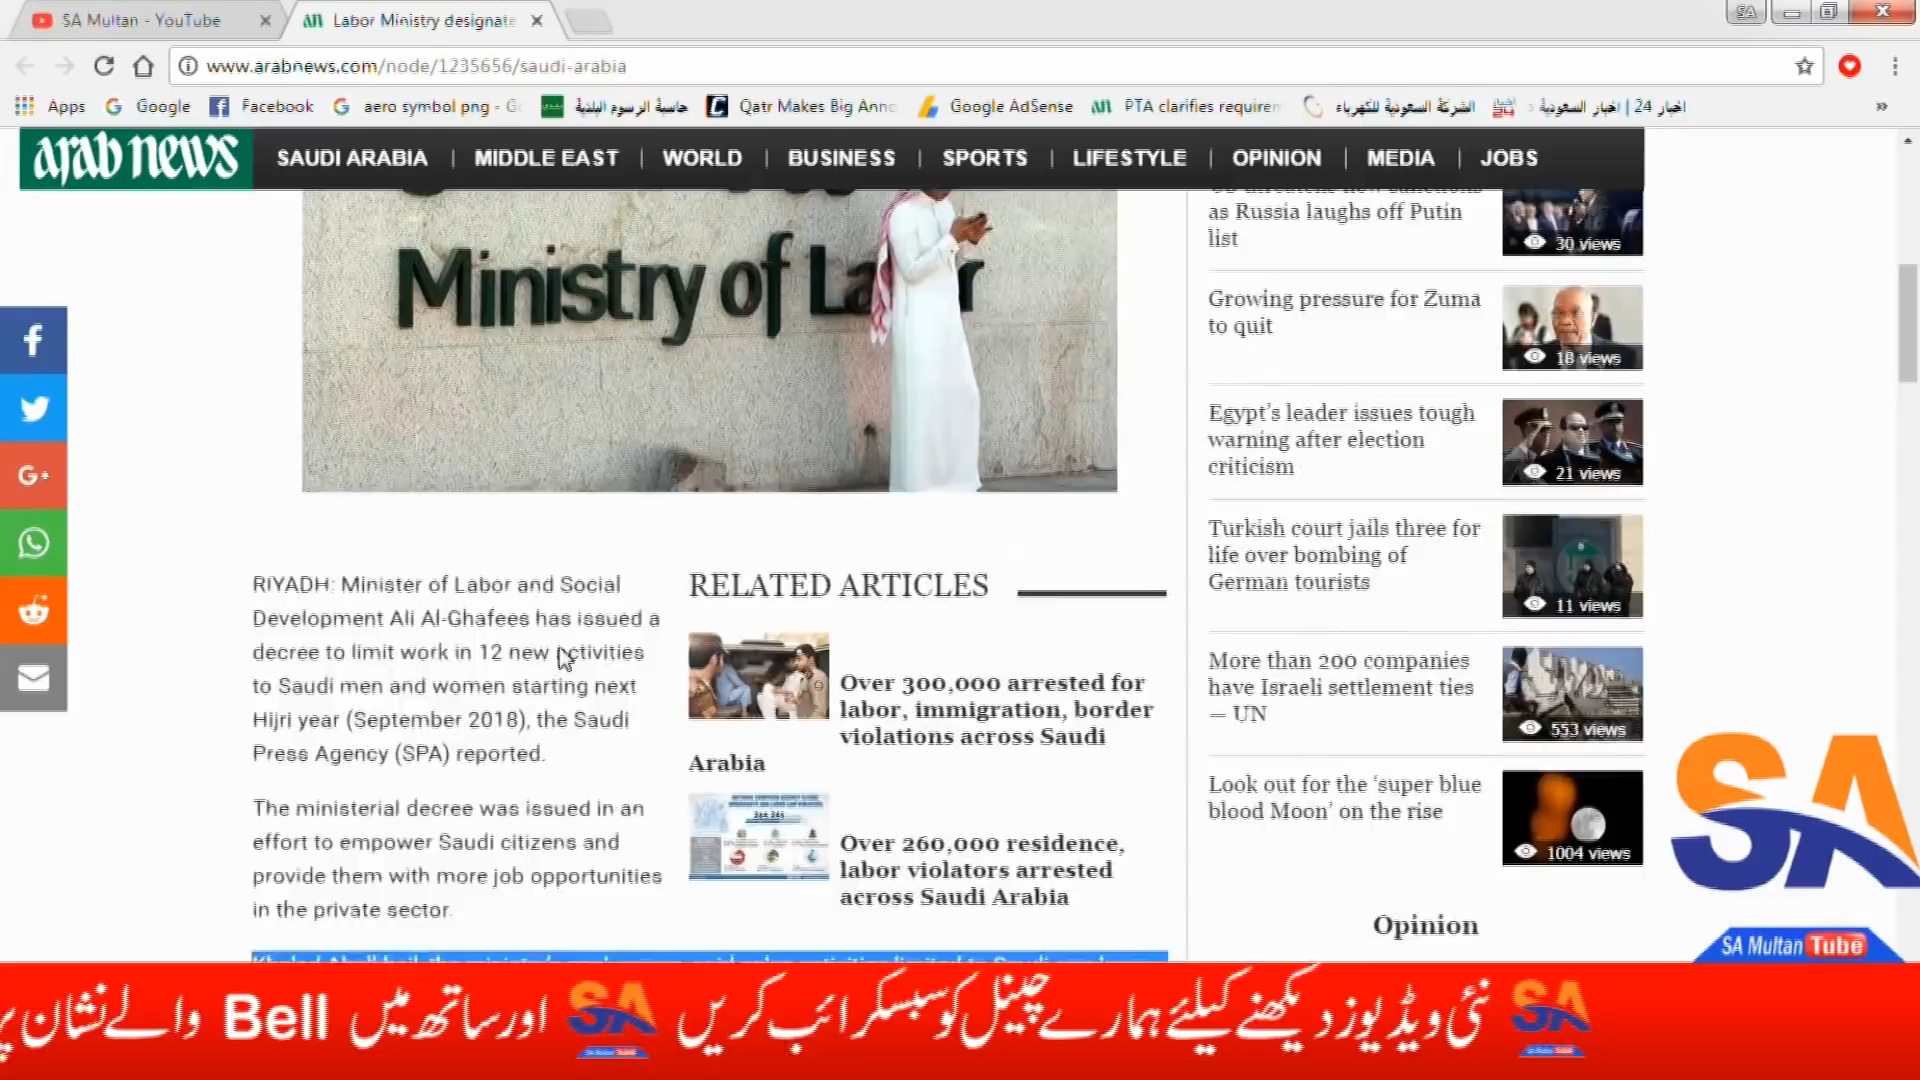 SA Multan - YouTube
Labor Ministry designate
SA
www.arabnews.com/node/1235656/saudi-arabia
Apps
Google
Facebook
aero symbol png - G
حاسبة الرسوم البلدية
Qatr Makes Big Anno
Google AdSense
PTA clarifies requirem
الشركة السعودية للكهرباء
اخبار 24 | اخبار السعودية
»
arab news
SAUDI ARABIA | MIDDLE EAST | WORLD | BUSINESS | SPORTS | LIFESTYLE | OPINION | MEDIA | JOBS
Ministry of La r
as Russia laughs off Putin
list
30 views
Growing pressure for Zuma
to quit
18 views
Egypt's leader issues tough
warning after election
criticism
21 views
Turkish court jails three for
life over bombing of
German tourists
11 views
More than 200 companies
have Israeli settlement ties
— UN
553 views
Look out for the 'super blue
blood Moon' on the rise
1004 views
Opinion
RIYADH: Minister of Labor and Social
Development Ali Al-Ghafees has issued a
decree to limit work in 12 new activities
to Saudi men and women starting next
Hijri year (September 2018), the Saudi
Press Agency (SPA) reported.
The ministerial decree was issued in an
effort to empower Saudi citizens and
provide them with more job opportunities
in the private sector.
RELATED ARTICLES
Over 300,000 arrested for
labor, immigration, border
violations across Saudi
Arabia
Over 260,000 residence,
labor violators arrested
across Saudi Arabia
SA
SA Multan Tube
نئی ویڈیوز دیکھنے کیلئے ہمارے چینل کو سبسکرائب کریں SA اور ساتھ میں Bell والے نشان پر